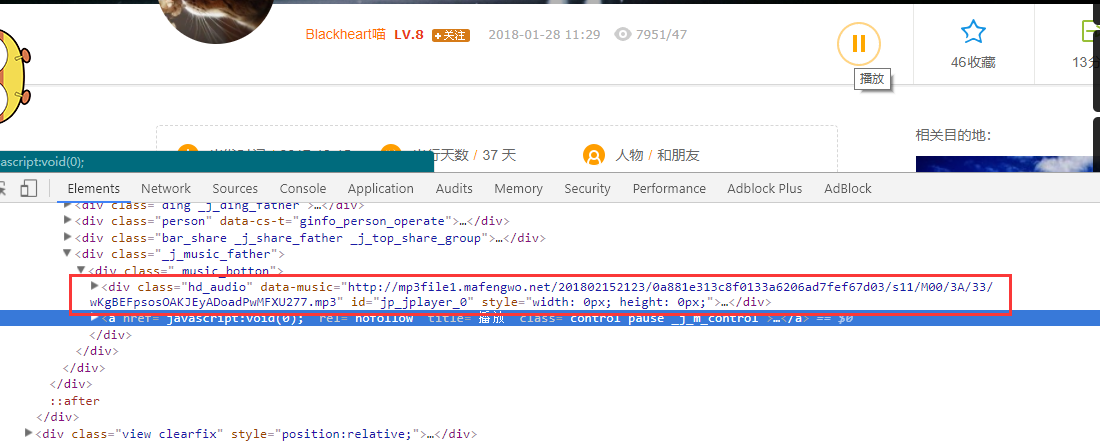 Blackheart喵 LV.8 +关注 2018-01-28 11:29 7951/47
播放
46收藏
13分
相关目的地:
/ 37 天
人物 / 和朋友
ascript:void(0);
Elements Network Sources Console Application Audits Memory Security Performance Adblock Plus AdBlock
<div class="ding _j_ding_father">…</div>
<div class="person" data-cs-t="ginfo_person_operate">…</div>
<div class="bar_share _j_share_father _j_top_share_group">…</div>
<div class="_j_music_father">
<div class="_music_botton">
<div class="hd_audio" data-music="http://mp3file1.mafengwo.net/201802152123/0a881e313c8f0133a6206ad7fef67d03/s11/M00/3A/33/
wKgBEFpsosOAKJEyADoadPwMFXU277.mp3" id="jp_jplayer_0" style="width: 0px; height: 0px;">…</div>
<a href="javascript:void(0);" rel="nofollow" title="播放" class="control pause _j_m_control">…</a> == $0
</div>
</div>
</div>
</div>
::after
</div>
<div class="view clearfix" style="position:relative;">…</div>